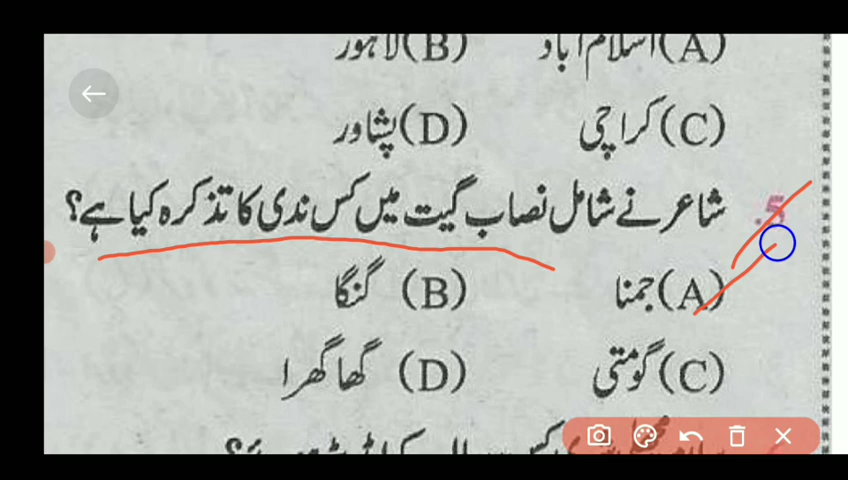 (A) اسلام آباد (B) لاہور
(C) کراچی (D) پشاور
5. شاعر نے شامل نصاب گیت میں کس ندی کا تذکرہ کیا ہے؟
(A) جمنا (B) گنگا
(C) گومتی (D) گھاگھرا